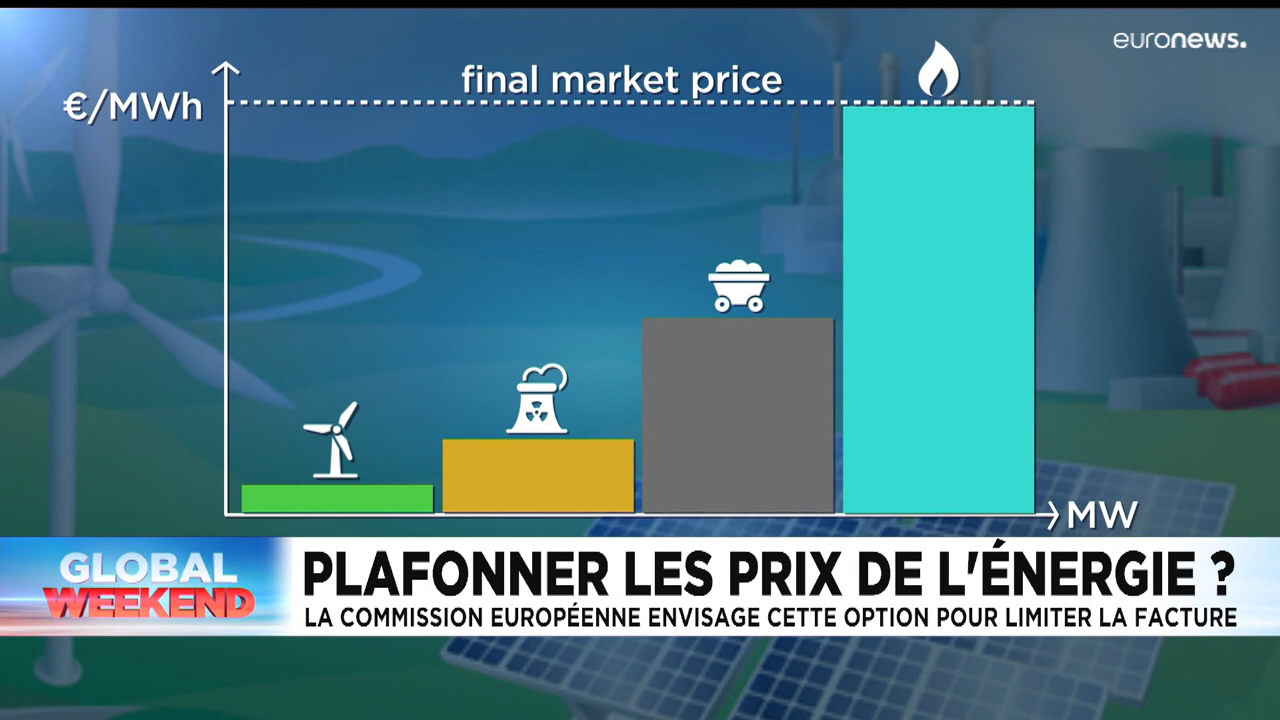 euronews.
final market price
€/MWh
MW
GLOBAL
WEEKEND
PLAFONNER LES PRIX DE L'ÉNERGIE ?
LA COMMISSION EUROPÉENNE ENVISAGE CETTE OPTION POUR LIMITER LA FACTURE